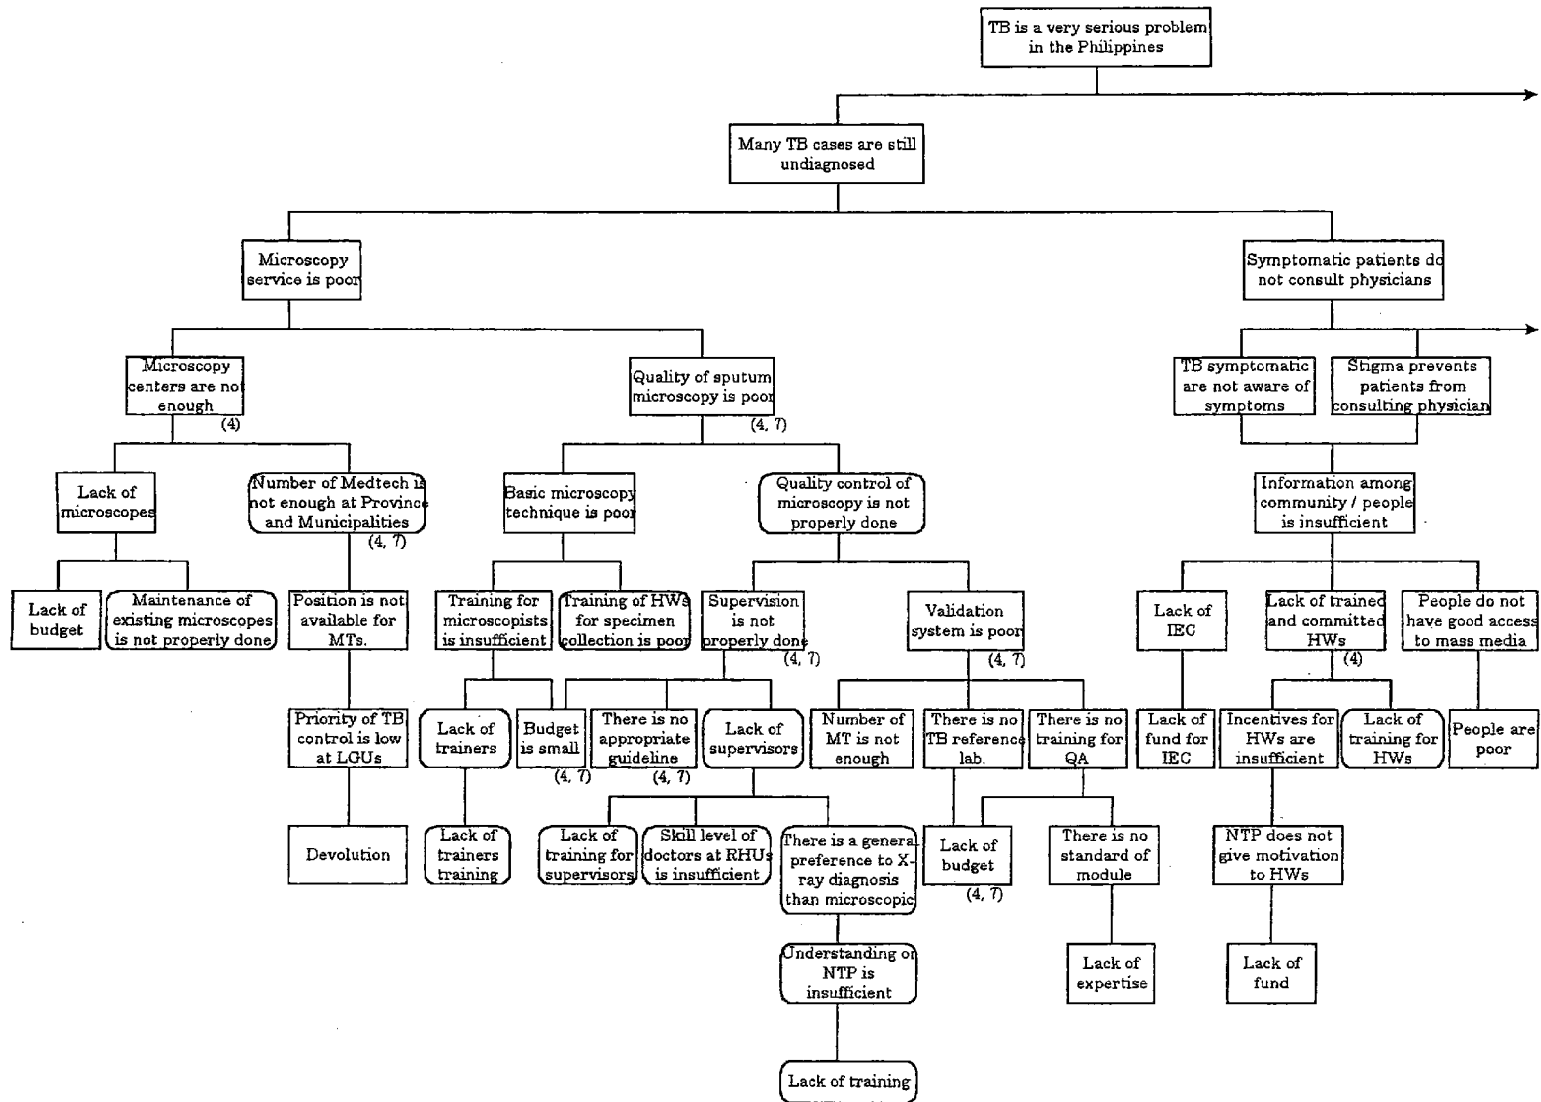 TB is a very serious problem
in the Philippines
Many TB cases are still
undiagnosed
Microscopy
service is poor
Symptomatic patients do
not consult physicians
Microscopy
centers are not
enough
(4)
Quality of sputum
microscopy is poor
(4, 7)
TB symptomatic
are not aware of
symptoms
Stigma prevents
patients from
consulting physician
Lack of
microscopes
Number of Medtech is
not enough at Province
and Municipalities
(4, 7)
Basic microscopy
technique is poor
Quality control of
microscopy is not
properly done
Information among
community / people
is insufficient
Lack of
budget
Maintenance of
existing microscopes
is not properly done
Position is not
available for
MTs.
Training for
microscopists
is insufficient
Training of HWs
for specimen
collection is poor
Supervision
is not
properly done
(4, 7)
Validation
system is poor
(4, 7)
Lack of
IEC
Lack of trained
and committed
HWs
(4)
People do not
have good access
to mass media
Priority of TB
control is low
at LGUs
Lack of
trainers
Budget
is small
(4, 7)
There is no
appropriate
guideline
(4, 7)
Lack of
supervisors
Number of
MT is not
enough
There is no
TB reference
lab.
There is no
training for
QA
Lack of
fund for
IEC
Incentives for
HWs are
insufficient
Lack of
training for
HWs
People are
poor
Devolution
Lack of
trainers
training
Lack of
training for
supervisors
Skill level of
doctors at RHUs
is insufficient
There is a general
preference to X-
ray diagnosis
than microscopic
Lack of
budget
(4, 7)
There is no
standard of
module
NTP does not
give motivation
to HWs
Understanding on
NTP is
insufficient
Lack of
expertise
Lack of
fund
Lack of training